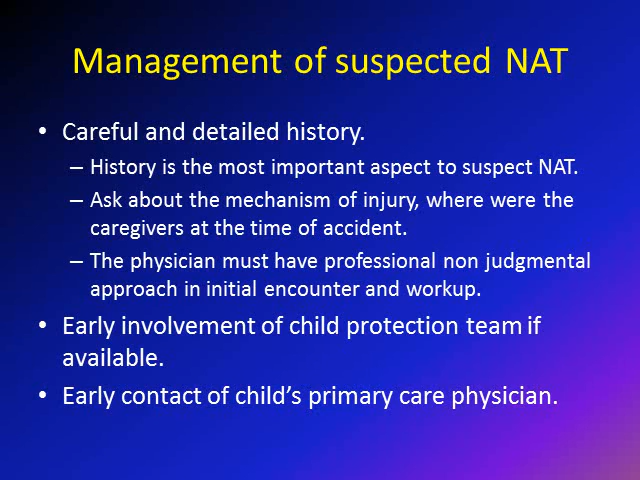 Management of suspected NAT
• Careful and detailed history.
– History is the most important aspect to suspect NAT.
– Ask about the mechanism of injury, where were the
caregivers at the time of accident.
– The physician must have professional non judgmental
approach in initial encounter and workup.
• Early involvement of child protection team if
available.
• Early contact of child’s primary care physician.